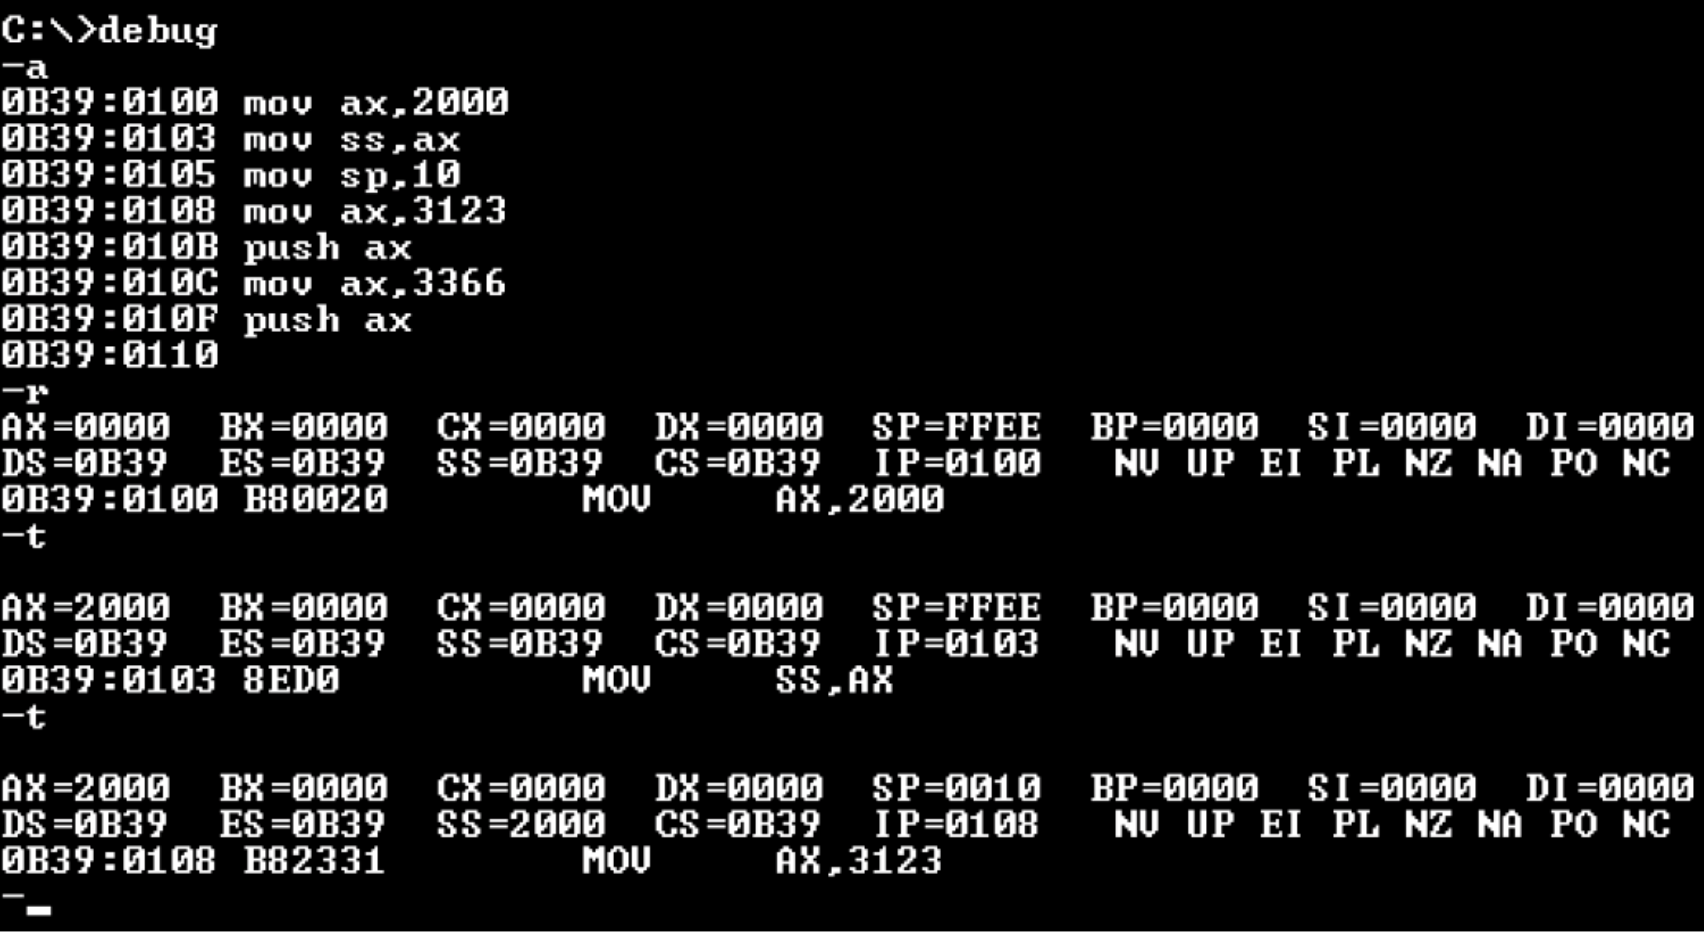 C:\>debug
-a
0B39:0100 mov ax,2000
0B39:0103 mov ss,ax
0B39:0105 mov sp,10
0B39:0108 mov ax,3123
0B39:010B push ax
0B39:010C mov ax,3366
0B39:010F push ax
0B39:0110
-r
AX=0000 BX=0000 CX=0000 DX=0000 SP=FFEE BP=0000 SI=0000 DI=0000
DS=0B39 ES=0B39 SS=0B39 CS=0B39 IP=0100 NV UP EI PL NZ NA PO NC
0B39:0100 B80020 MOV AX,2000
-t
AX=2000 BX=0000 CX=0000 DX=0000 SP=FFEE BP=0000 SI=0000 DI=0000
DS=0B39 ES=0B39 SS=0B39 CS=0B39 IP=0103 NV UP EI PL NZ NA PO NC
0B39:0103 8ED0 MOV SS,AX
-t
AX=2000 BX=0000 CX=0000 DX=0000 SP=0010 BP=0000 SI=0000 DI=0000
DS=0B39 ES=0B39 SS=2000 CS=0B39 IP=0108 NV UP EI PL NZ NA PO NC
0B39:0108 B82331 MOV AX,3123
-_